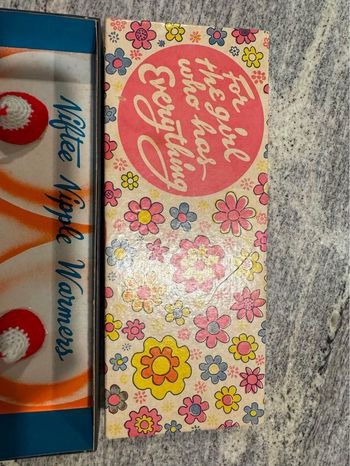 For
the girl
who has
Everything
Niftee Nipple Warmers